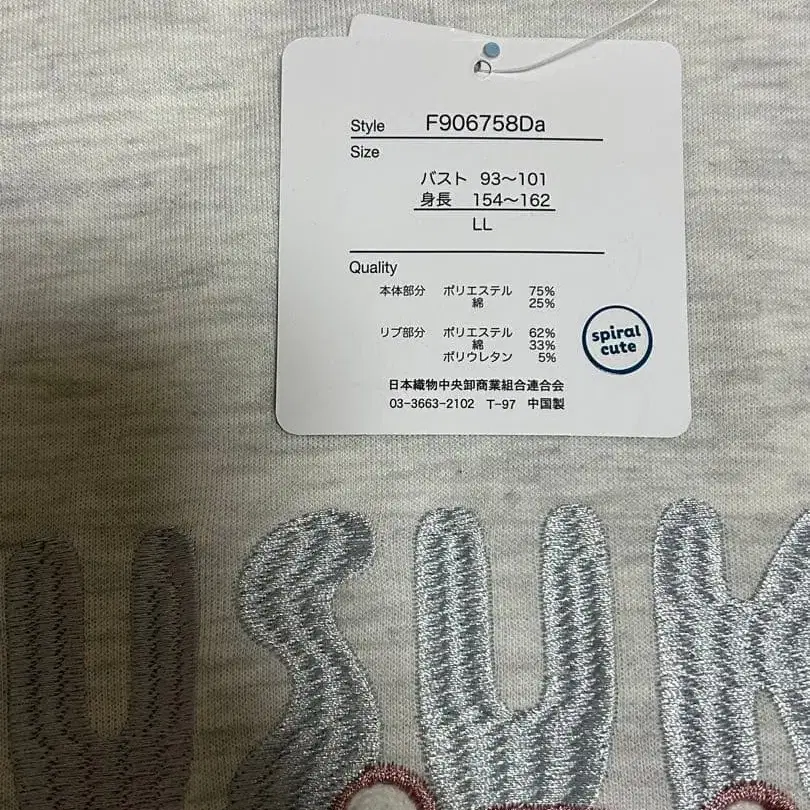 Style F906758Da
Size
バスト 93〜101
身長 154〜162
LL
Quality
本体部分 ポリエステル 75%
綿 25%
リブ部分 ポリエステル 62%
綿 33%
ポリウレタン 5%
spiral
cute
日本織物中央卸商業組合連合会
03-3663-2102 T-97 中国製
USUK